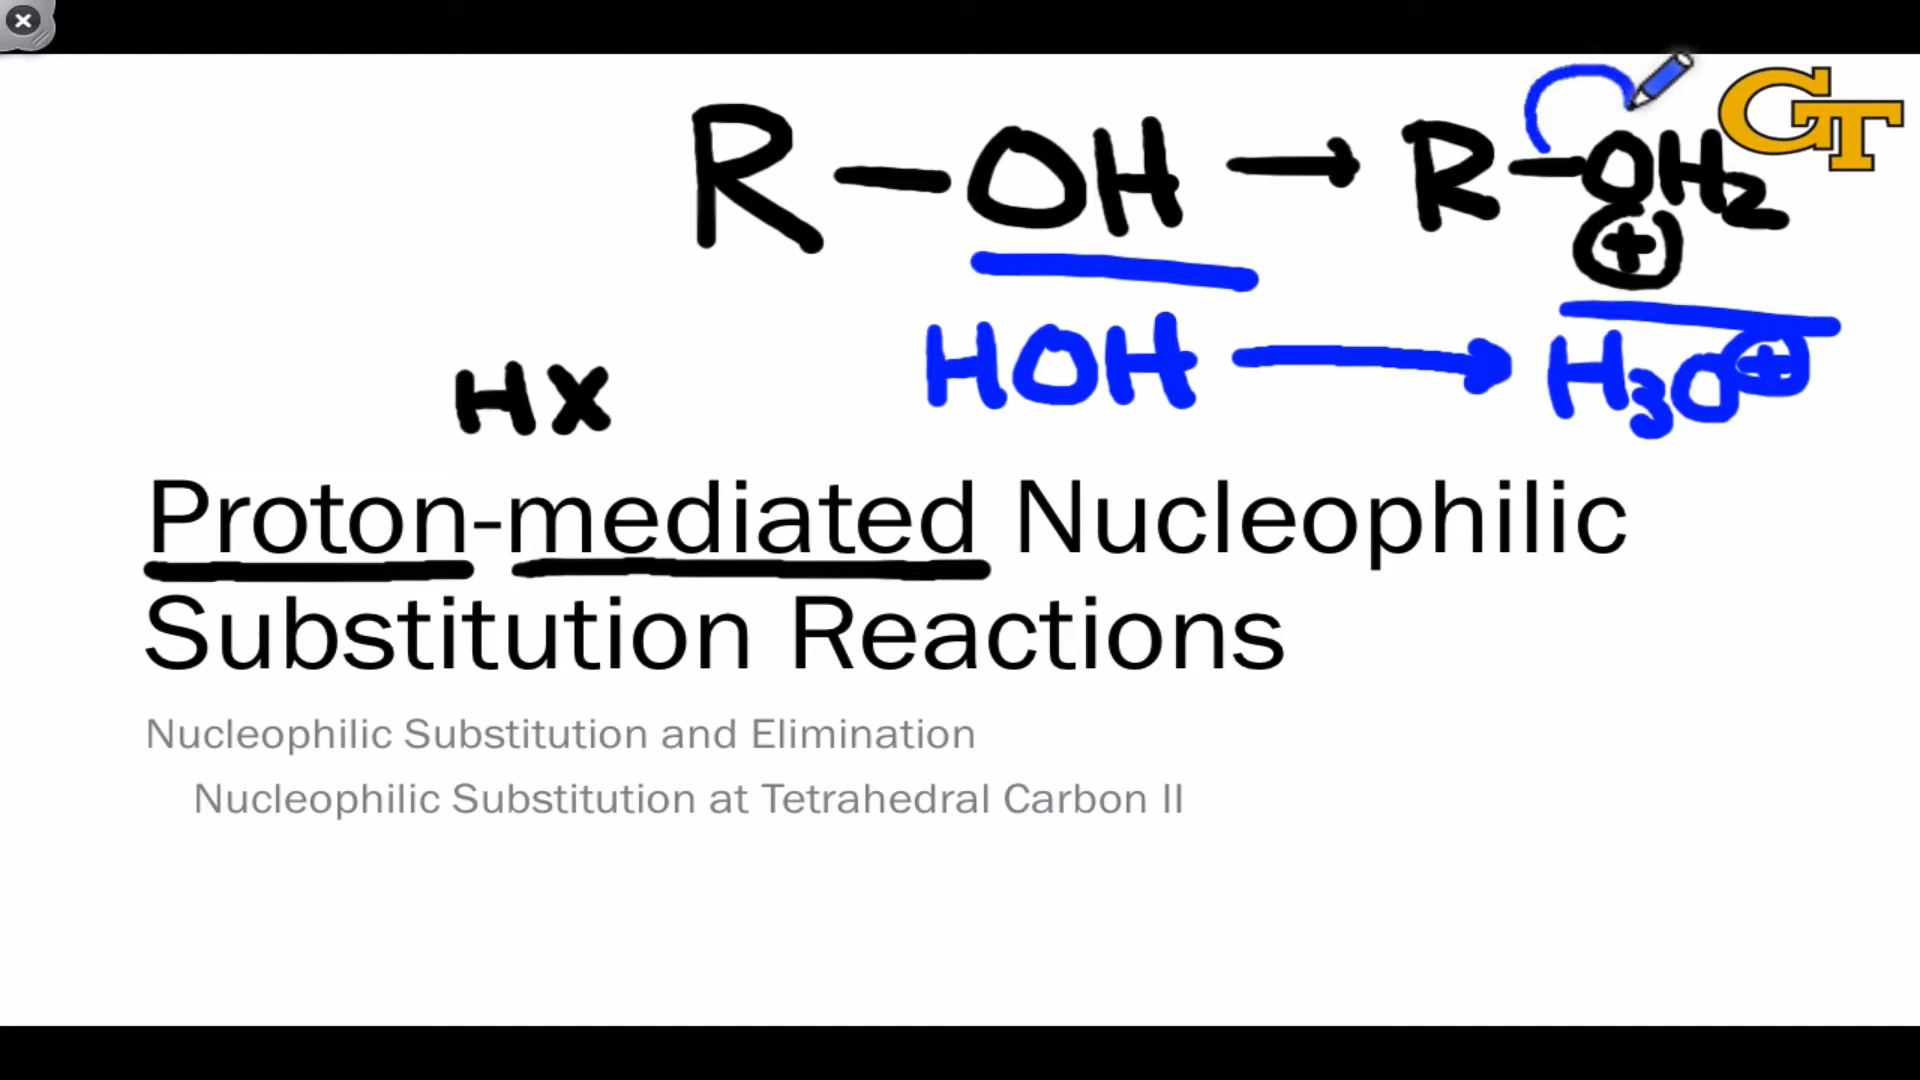 R-OH → R-OH₂ GT
⊕
HOH → H₃O⊕
HX
Proton-mediated Nucleophilic
Substitution Reactions
Nucleophilic Substitution and Elimination
Nucleophilic Substitution at Tetrahedral Carbon II